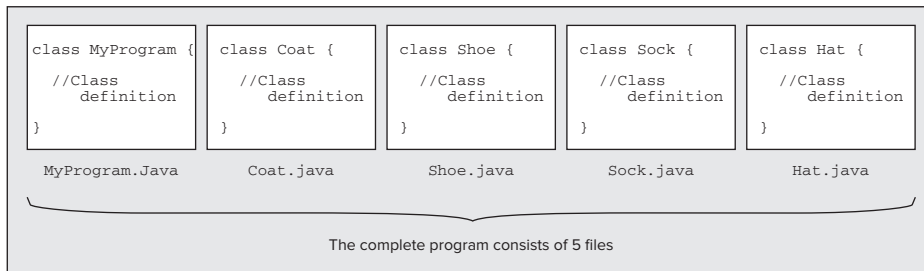 class MyProgram {
//Class
definition
}
MyProgram.Java
class Coat {
//Class
definition
}
Coat.java
class Shoe {
//Class
definition
}
Shoe.java
class Sock {
//Class
definition
}
Sock.java
class Hat {
//Class
definition
}
Hat.java
The complete program consists of 5 files